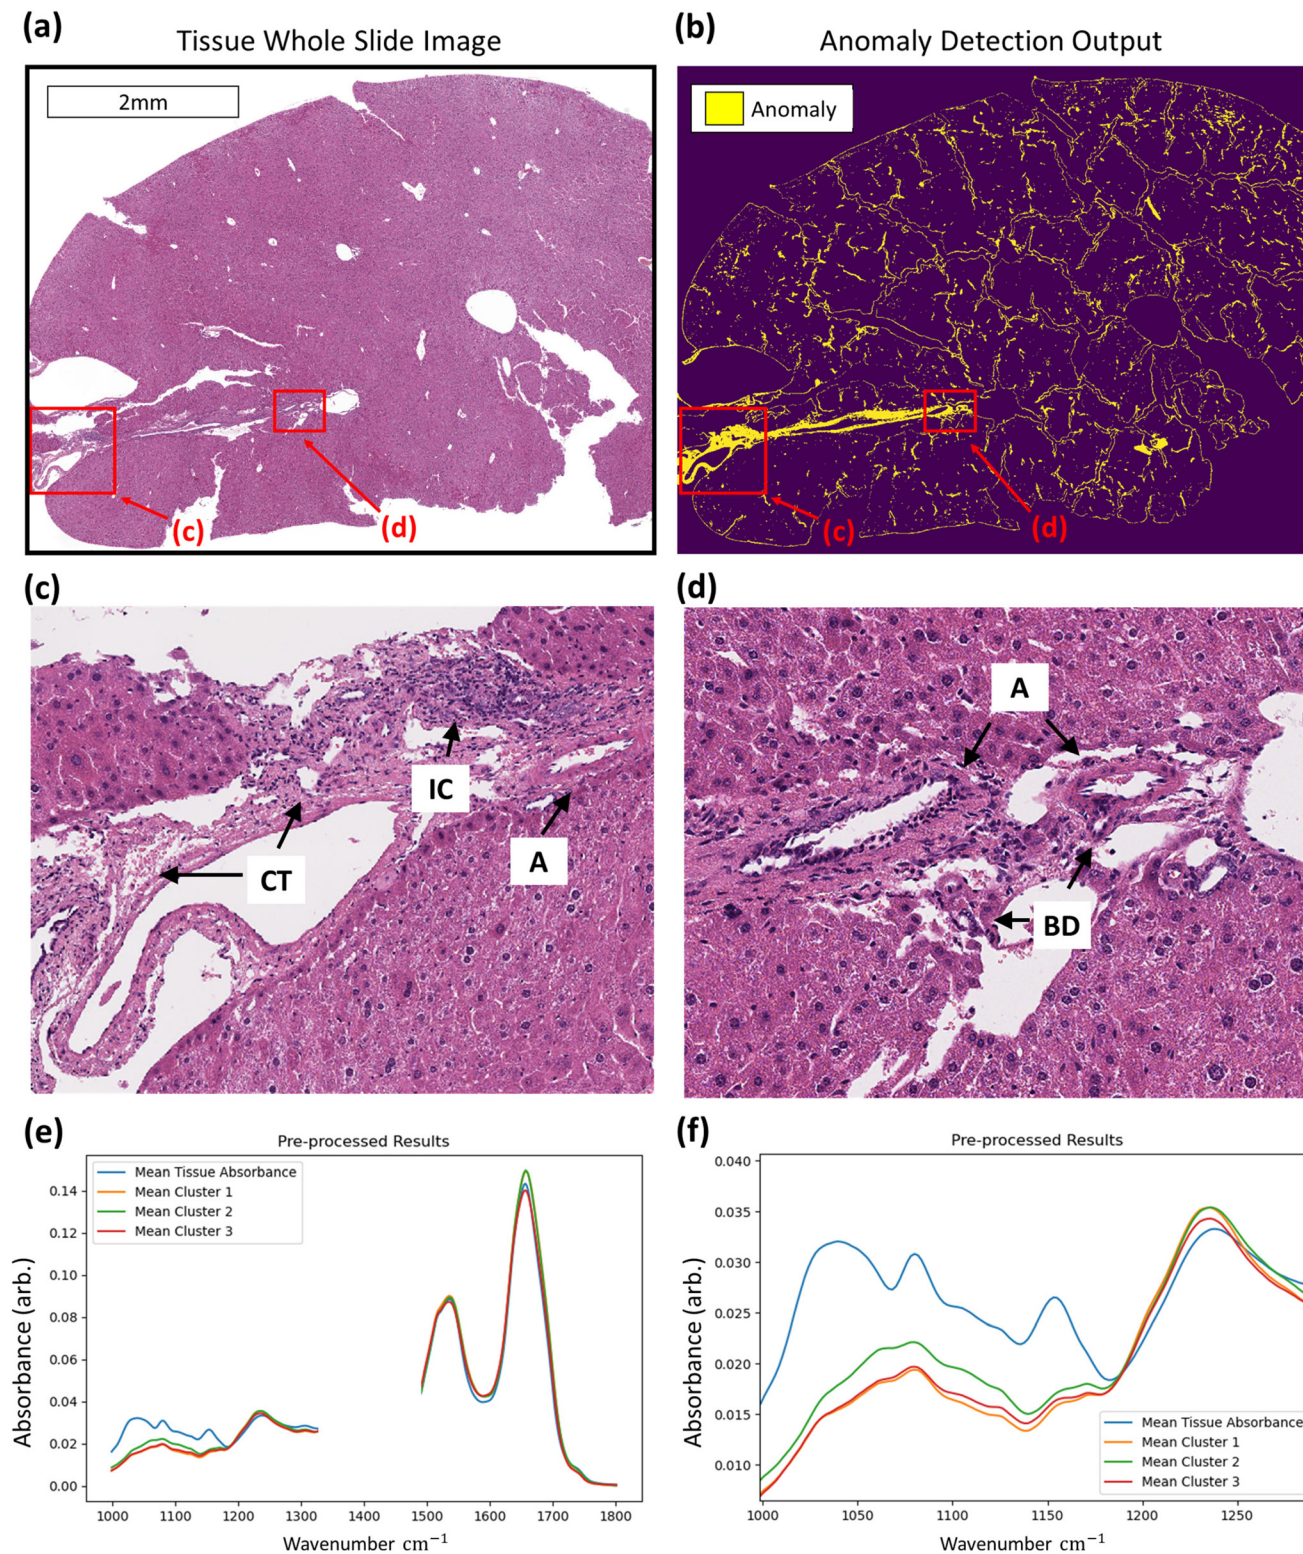 (a)
Tissue Whole Slide Image
2mm
(c)
(d)
(b)
Anomaly Detection Output
Anomaly
(c)
(d)
(c)
IC
A
CT
(d)
A
BD
(e)
Pre-processed Results
Mean Tissue Absorbance
Mean Cluster 1
Mean Cluster 2
Mean Cluster 3
0.14
0.12
0.10
0.08
0.06
0.04
0.02
0.00
Absorbance (arb.)
1000 1100 1200 1300 1400 1500 1600 1700 1800
Wavenumber cm⁻¹
(f)
Pre-processed Results
0.040
0.035
0.030
0.025
0.020
0.015
0.010
Absorbance (arb.)
Mean Tissue Absorbance
Mean Cluster 1
Mean Cluster 2
Mean Cluster 3
1000 1050 1100 1150 1200 1250
Wavenumber cm⁻¹